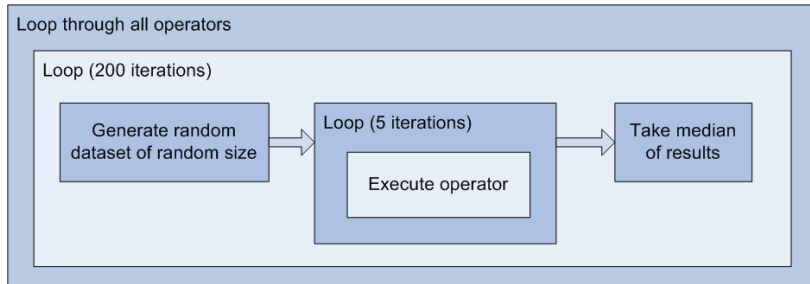 Loop through all operators
Loop (200 iterations)
Generate random
dataset of random size
Loop (5 iterations)
Execute operator
Take median
of results